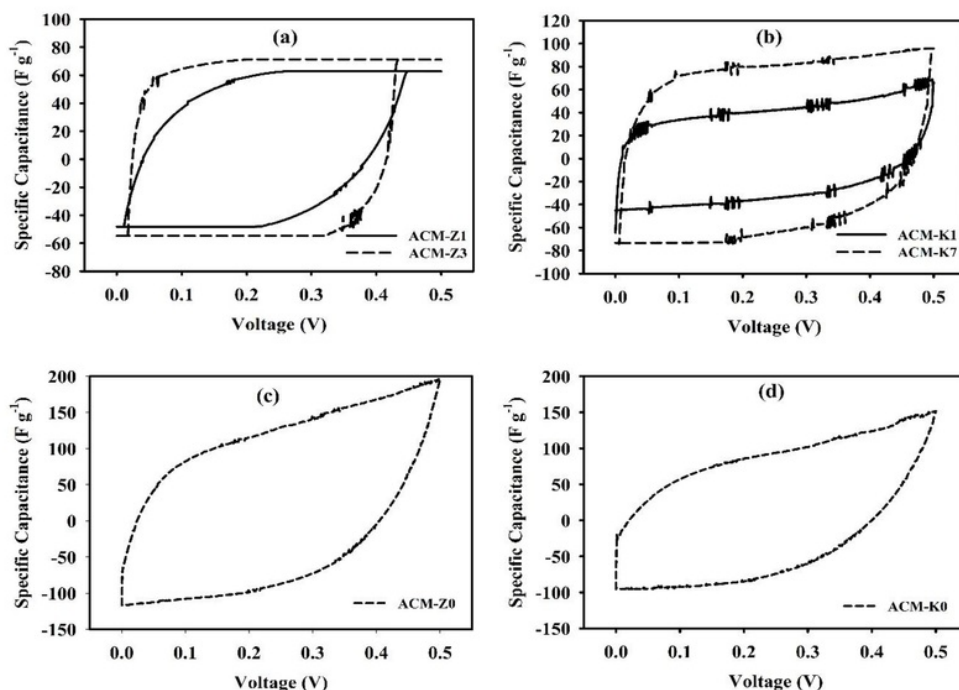 (a)
Specific Capacitance (F g-1)
100
80
60
40
20
0
-20
-40
-60
-80
ACM-Z1
ACM-Z3
0.0 0.1 0.2 0.3 0.4 0.5
Voltage (V)
(b)
Specific Capacitance (F g-1)
120
100
80
60
40
20
0
-20
-40
-60
-80
-100
ACM-K1
ACM-K7
0.0 0.1 0.2 0.3 0.4 0.5
Voltage (V)
(c)
Specific Capacitance (F g-1)
200
150
100
50
0
-50
-100
-150
ACM-Z0
0.0 0.1 0.2 0.3 0.4 0.5
Voltage (V)
(d)
Specific Capacitance (F g-1)
200
150
100
50
0
-50
-100
-150
ACM-K0
0.0 0.1 0.2 0.3 0.4 0.5
Voltage (V)